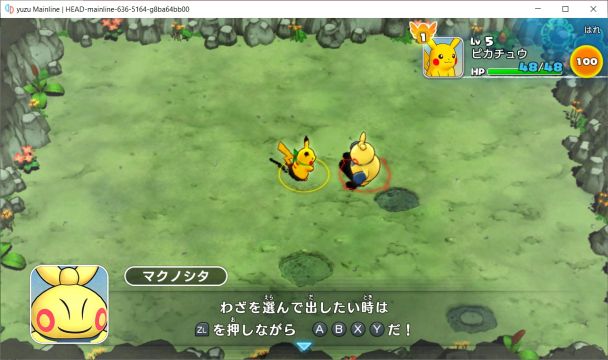 yuzu Mainline | HEAD-mainline-636-5164-g8ba64bb00
1
Lv 5
ピカチュウ
HP 48/48
はれ
100
マクノシタ
わざを選んで出したい時は
ZLを押しながら A B X Y だ！